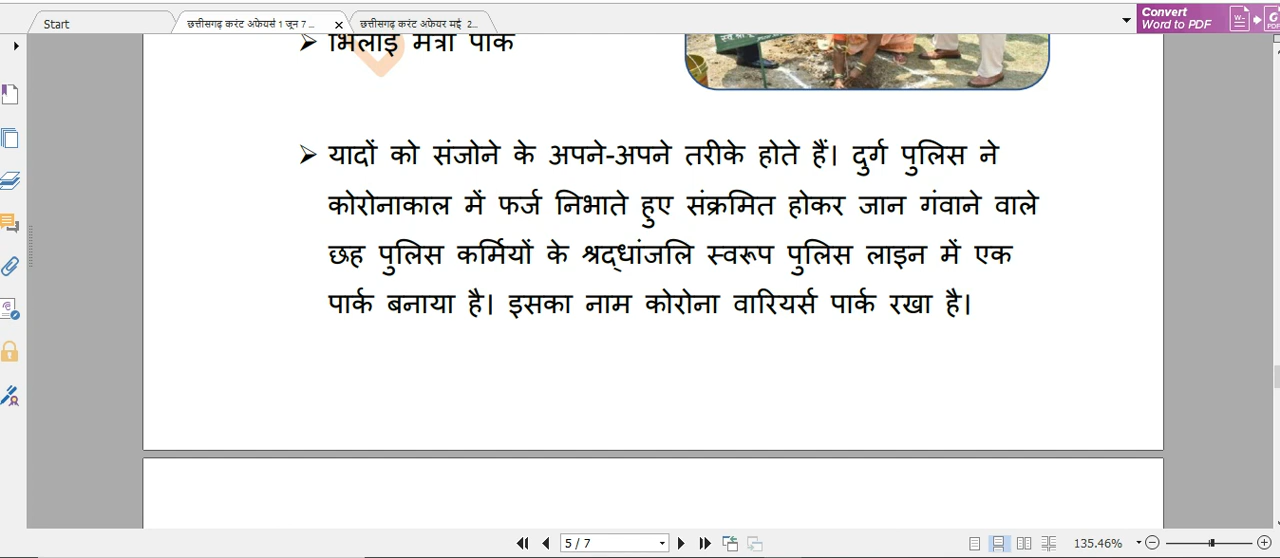 Start
छत्तीसगढ़ करंट अफेयर्स 1 जून 7 ...
छत्तीसगढ़ करंट अफेयर मई 2...
Convert
Word to PDF
➢ भिलाई मैत्री पार्क
➢ यादों को संजोने के अपने-अपने तरीके होते हैं। दुर्ग पुलिस ने
कोरोनाकाल में फर्ज निभाते हुए संक्रमित होकर जान गंवाने वाले
छह पुलिस कर्मियों के श्रद्धांजलि स्वरूप पुलिस लाइन में एक
पार्क बनाया है। इसका नाम कोरोना वारियर्स पार्क रखा है।
5 / 7
135.46%